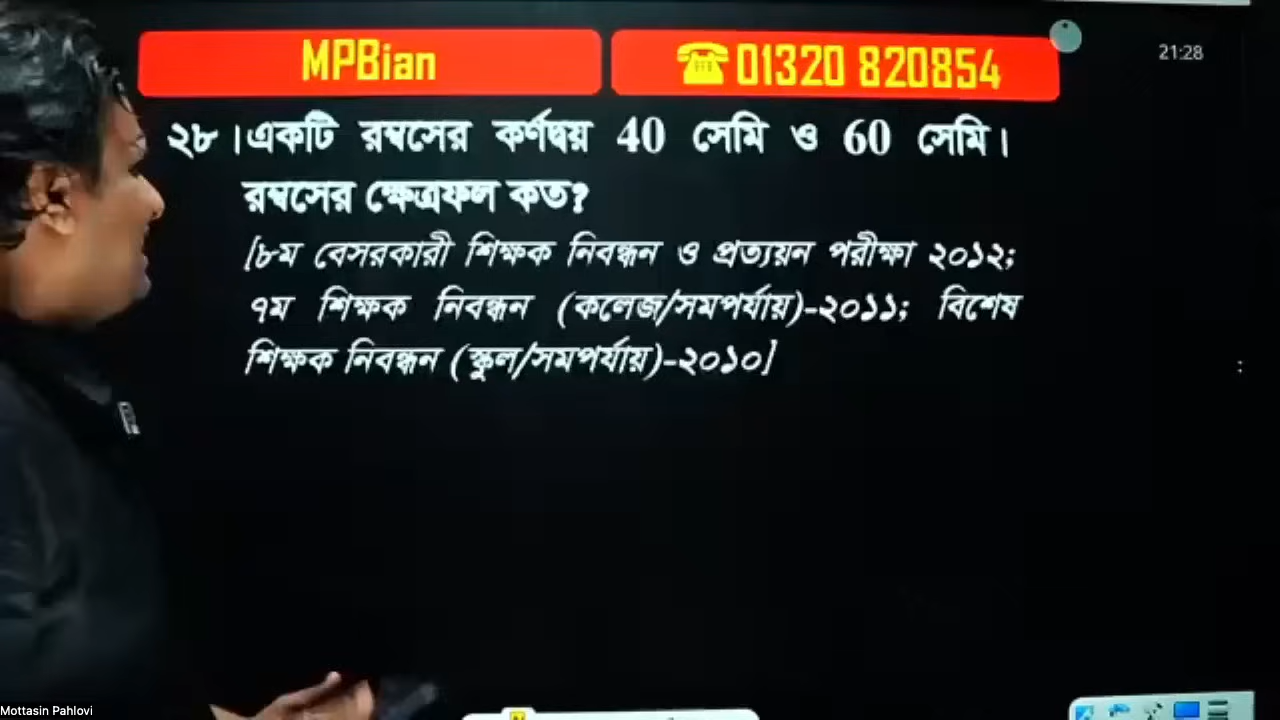 MPBian
☎01320 820854
21:28
২৮। একটি রম্বসের কর্ণদ্বয় 40 সেমি ও 60 সেমি।
রম্বসের ক্ষেত্রফল কত?
[৮ম বেসরকারী শিক্ষক নিবন্ধন ও প্রত্যয়ন পরীক্ষা ২০১২;
৭ম শিক্ষক নিবন্ধন (কলেজ/সমপর্যায়)-২০১১; বিশেষ
শিক্ষক নিবন্ধন (স্কুল/সমপর্যায়)-২০১০]
Mottasin Pahlovi